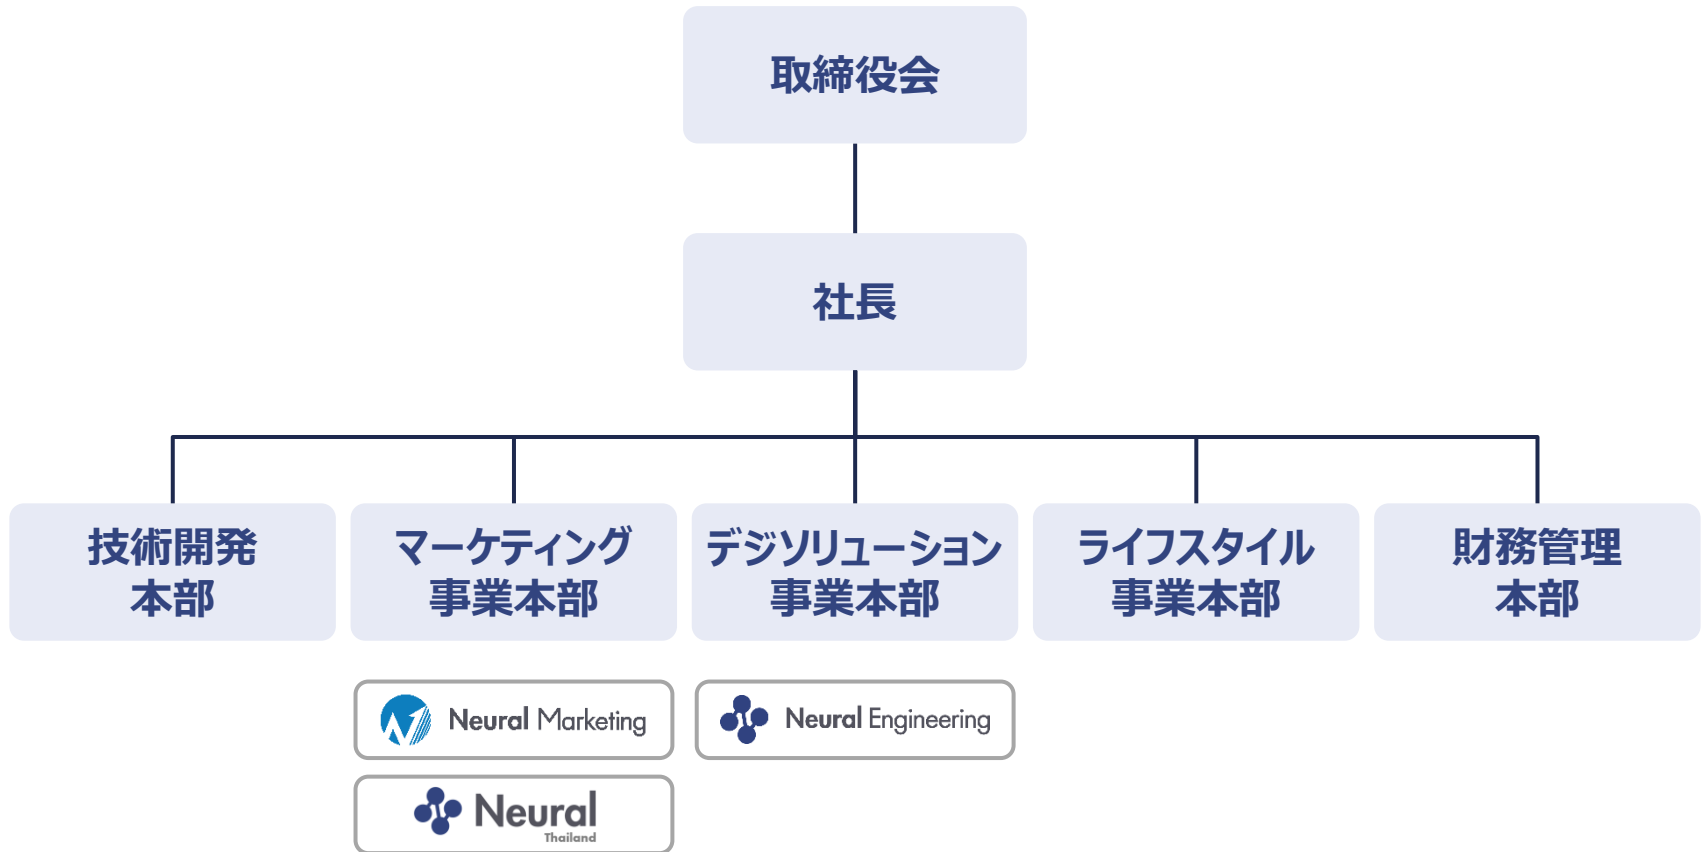 取締役会
社長
技術開発
本部
マーケティング
事業本部
デジソリューション
事業本部
ライフスタイル
事業本部
財務管理
本部
Neural Marketing
Neural Engineering
Neural
Thailand